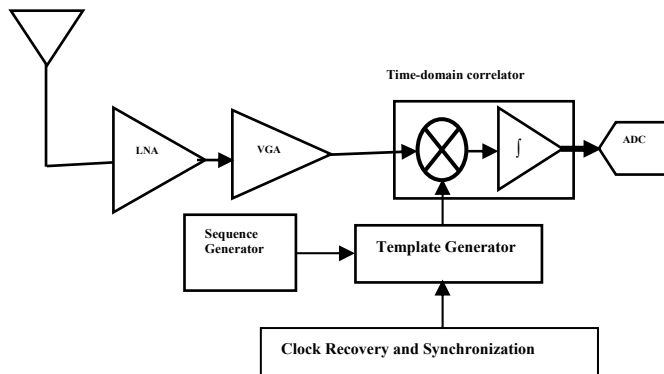 Time-domain correlator
LNA
VGA
∫
ADC
Sequence
Generator
Template Generator
Clock Recovery and Synchronization